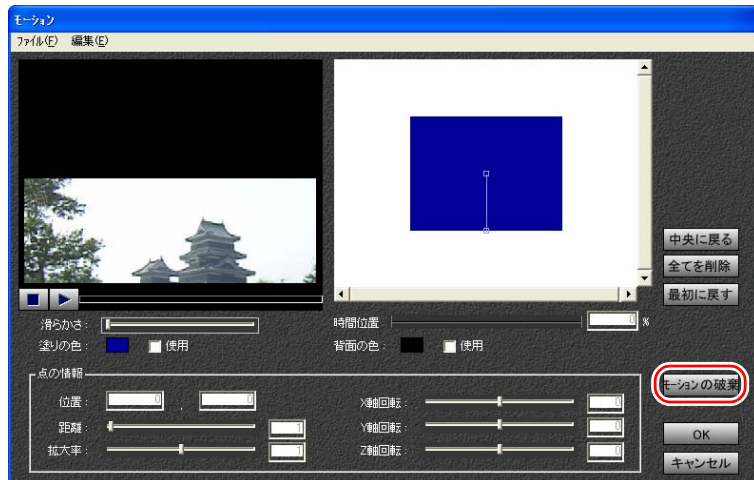 モーション
ファイル(F) 編集(E)
中央に戻る
全てを削除
最初に戻す
滑らかさ:
時間位置 0 %
塗りの色: 使用
背面の色: 使用
モーションの破棄
点の情報
位置: 0 , 0
X軸回転: 0
距離: 1
Y軸回転: 0
拡大率: 1
Z軸回転: 0
OK
キャンセル